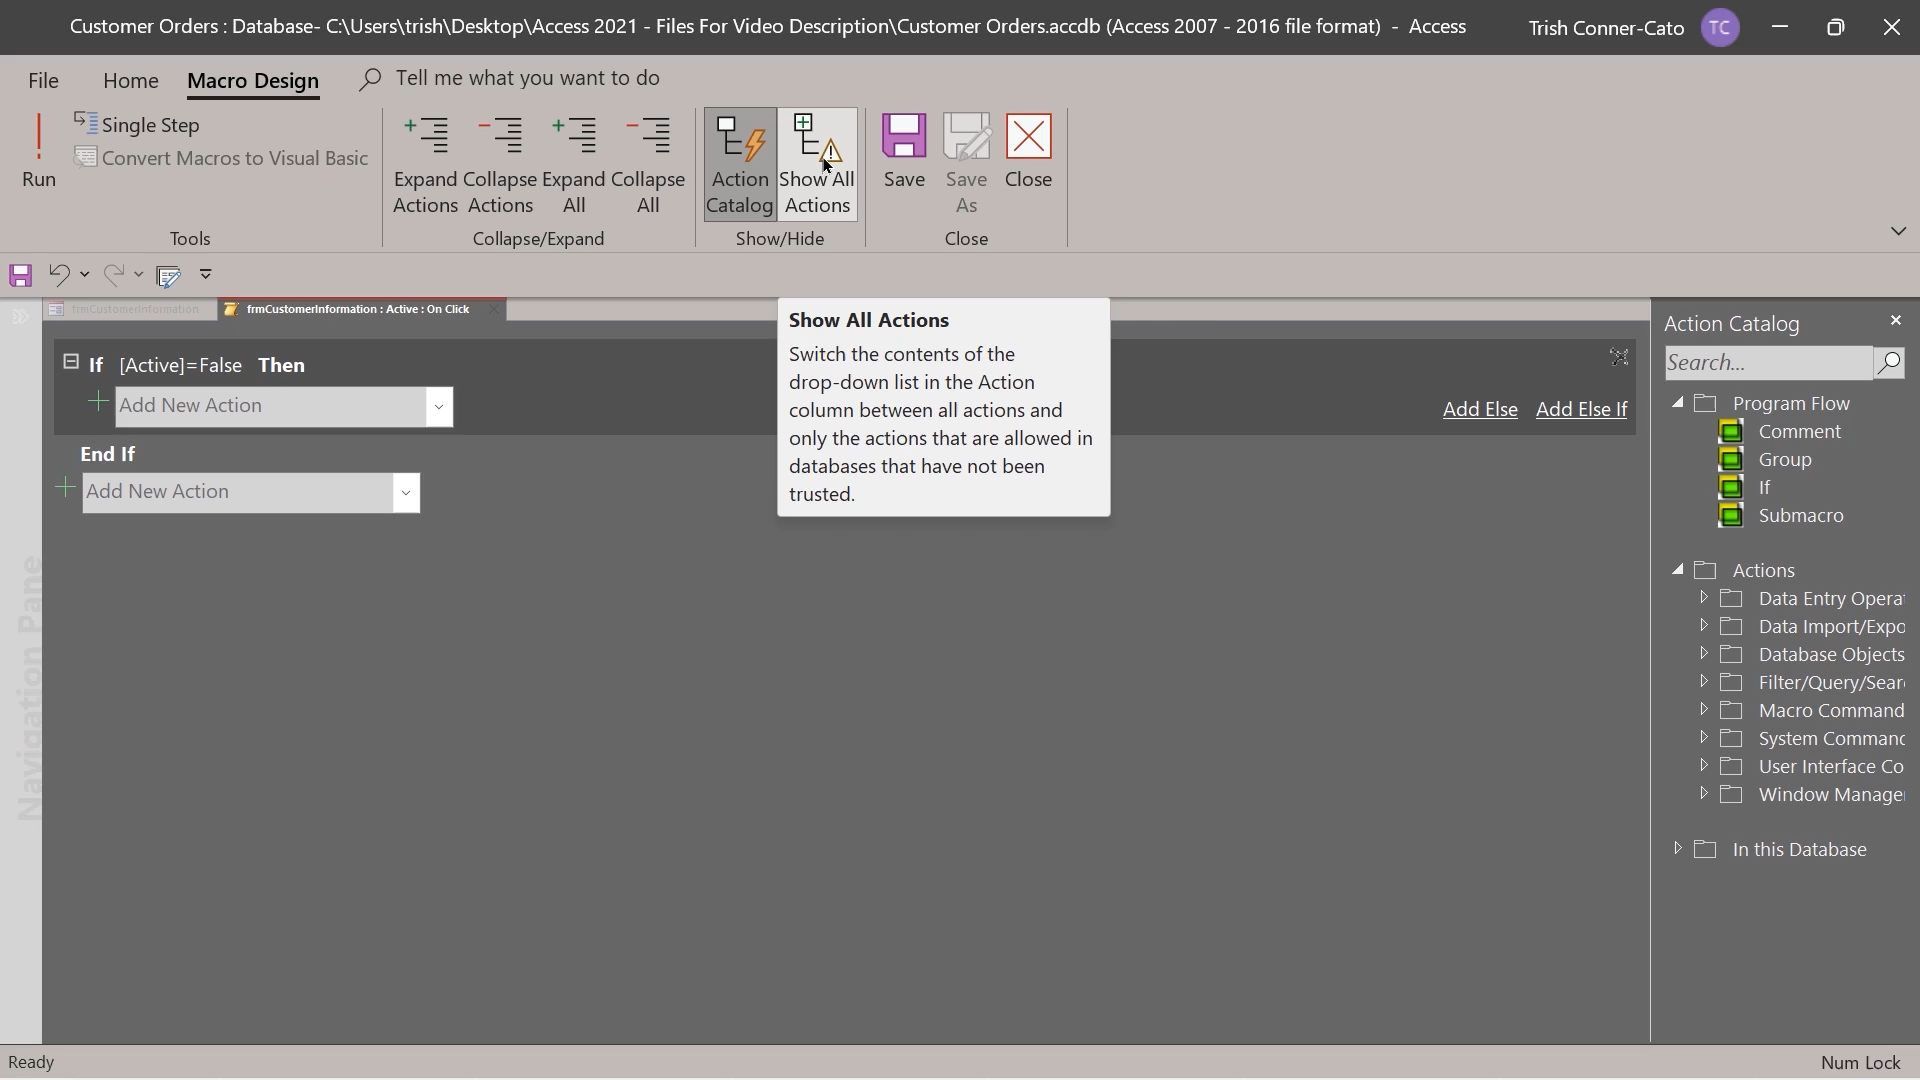 Customer Orders : Database- C:\Users\trish\Desktop\Access 2021 - Files For Video Description\Customer Orders.accdb (Access 2007 - 2016 file format) - Access
Trish Conner-Cato
TC
File
Home
Macro Design
Tell me what you want to do
Run
Single Step
Convert Macros to Visual Basic
Tools
Expand Actions
Collapse Actions
Expand All
Collapse All
Collapse/Expand
Action Catalog
Show All Actions
Show/Hide
Save
Save As
Close
Close
frmCustomerInformation
frmCustomerInformation : Active : On Click
If [Active]=False Then
Add New Action
Add Else
Add Else If
End If
Add New Action
Show All Actions
Switch the contents of the
drop-down list in the Action
column between all actions and
only the actions that are allowed in
databases that have not been
trusted.
Navigation Pane
Action Catalog
Search...
Program Flow
Comment
Group
If
Submacro
Actions
Data Entry Opera
Data Import/Expo
Database Objects
Filter/Query/Sear
Macro Command
System Command
User Interface Co
Window Manage
In this Database
Ready
Num Lock